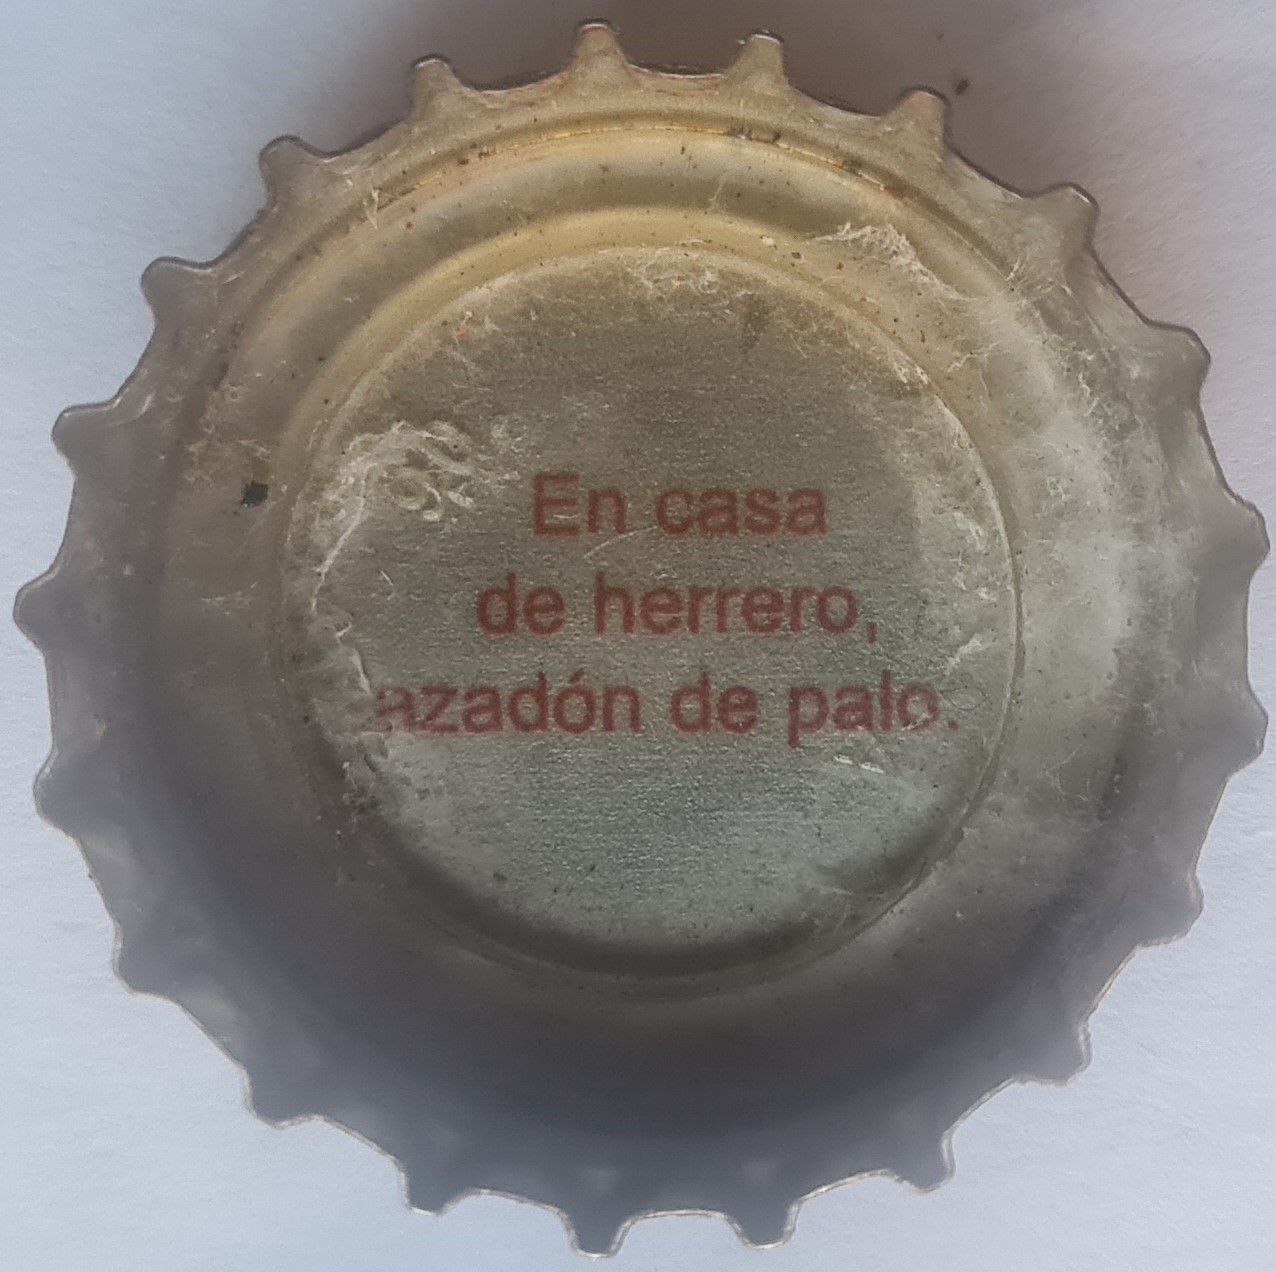 En casa
de herrero,
azadón de palo.